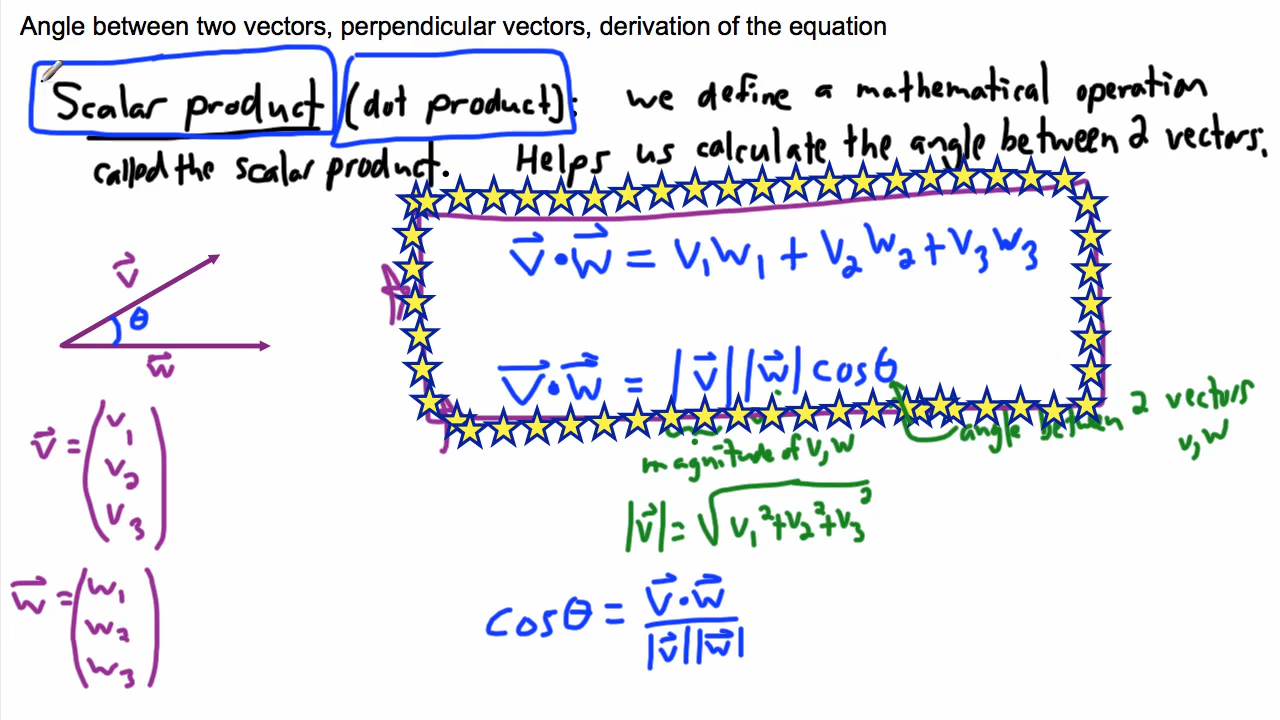 Angle between two vectors, perpendicular vectors, derivation of the equation
Scalar product (dot product): we define a mathematical operation
called the scalar product. Helps us calculate the angle between 2 vectors.
v⃗ · w⃗ = v₁w₁ + v₂w₂ + v₃w₃
v⃗
θ
w⃗
v⃗ · w⃗ = |v⃗||w⃗| cosθ
angle between 2 vectors
v, w
magnitude of v, w
v⃗ = (v₁
v₂
v₃)
|v⃗| = √(v₁² + v₂² + v₃²)
w⃗ = (w₁
w₂
w₃)
cosθ = v⃗ · w⃗ / |v⃗||w⃗|